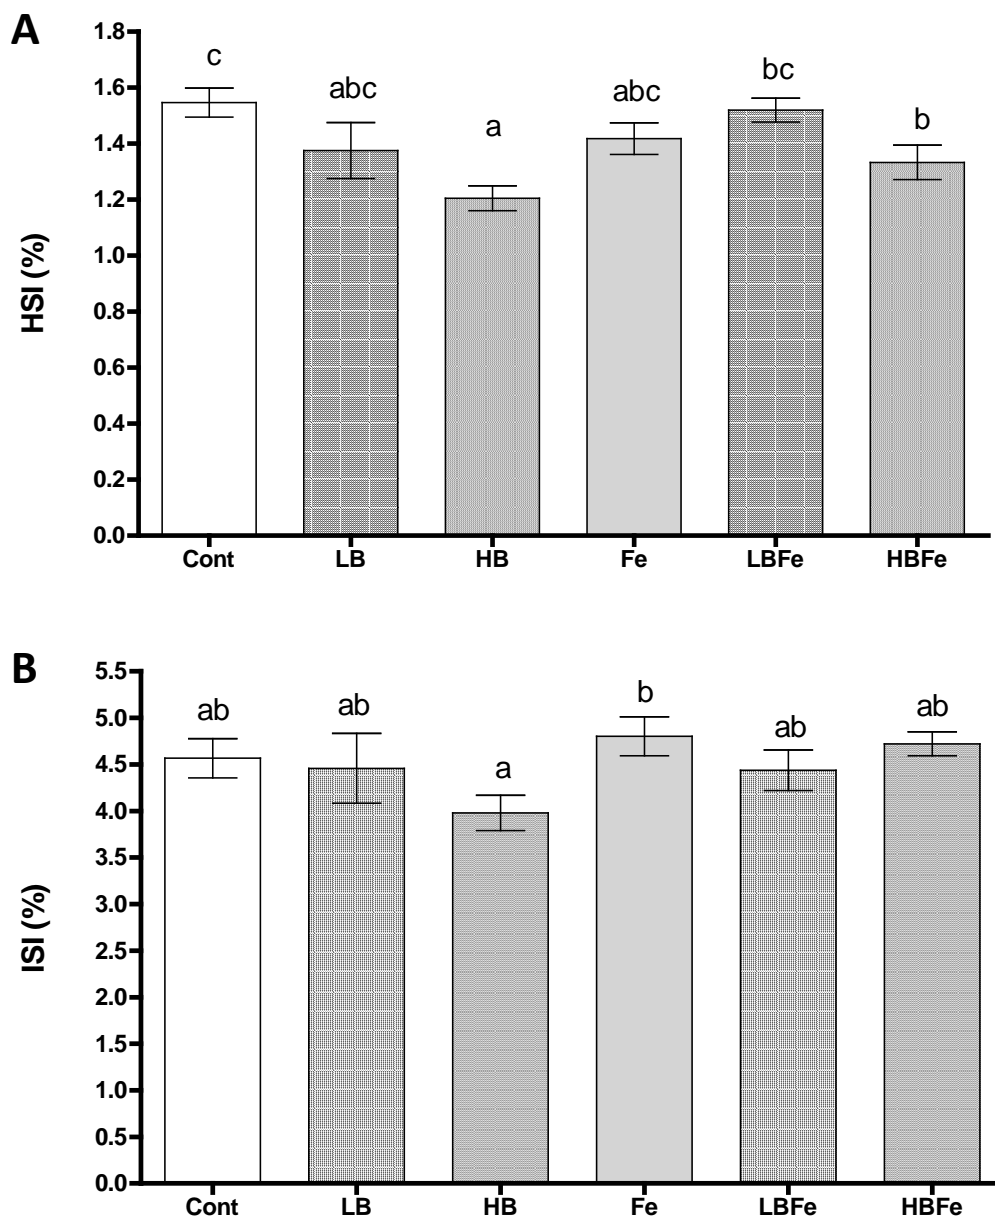 A
HSI (%)
1.8
1.6
1.4
1.2
1.0
0.8
0.6
0.4
0.2
0.0
c
abc
a
abc
bc
b
Cont LB HB Fe LBFe HBFe
B
ISI (%)
5.5
5.0
4.5
4.0
3.5
3.0
2.5
2.0
1.5
1.0
0.5
0.0
ab
ab
a
b
ab
ab
Cont LB HB Fe LBFe HBFe